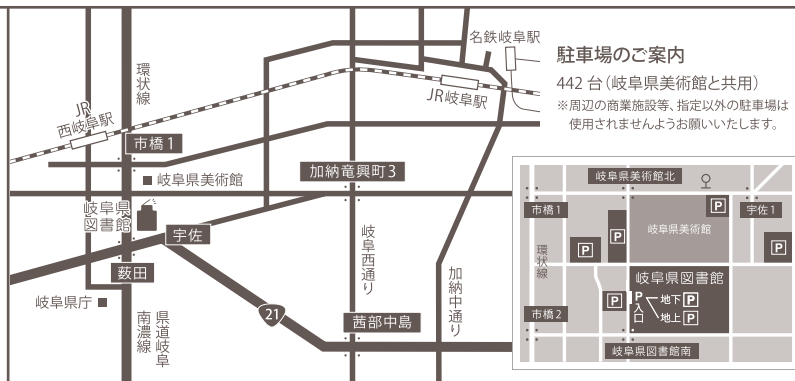 名鉄岐阜駅
環状線
JR
西岐阜駅
JR岐阜駅
市橋1
岐阜県美術館
加納竜興町3
岐阜県
図書館
宇佐
岐阜西通り
薮田
加納中通り
岐阜県庁
21
県道岐阜
南濃線
茜部中島
駐車場のご案内
442台（岐阜県美術館と共用）
※周辺の商業施設等、指定以外の駐車場は
使用されませんようお願いいたします。
岐阜県美術館北
市橋1
P
宇佐1
P
岐阜県美術館
環状線
P
P
岐阜県図書館
P
P
入口
地下P
地上P
市橋2
岐阜県図書館南